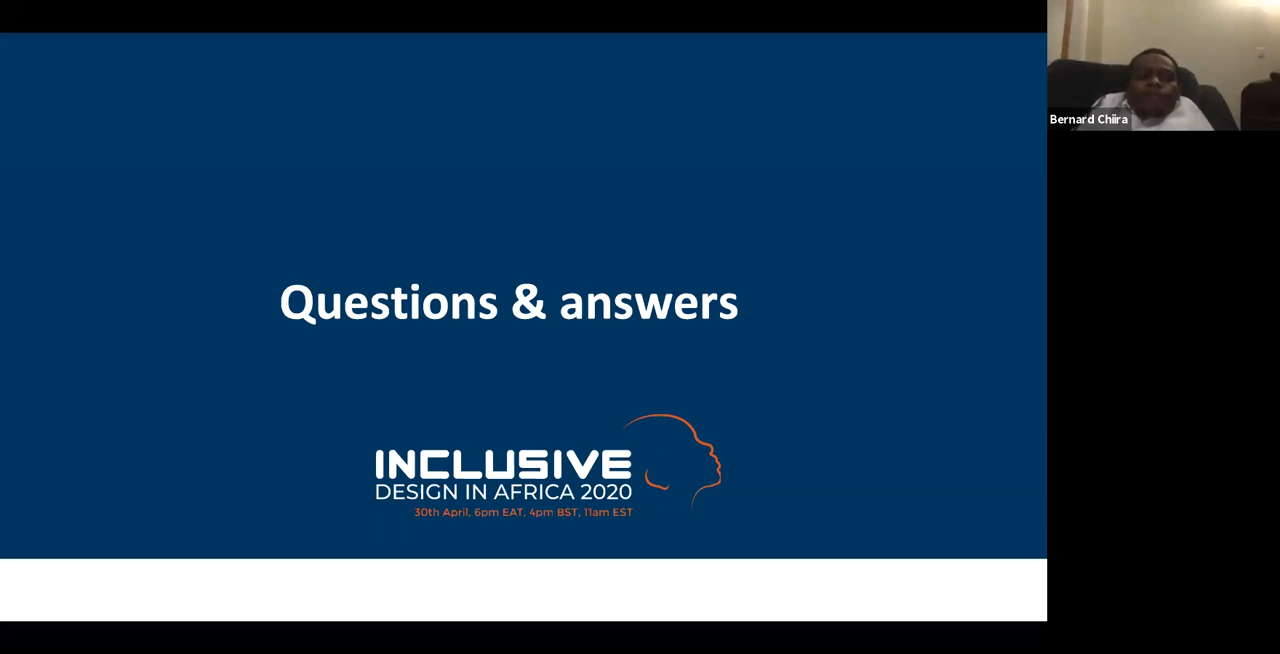 Bernard Chiira
Questions & answers
INCLUSIVE
DESIGN IN AFRICA 2020
30th April, 6pm EAT, 4pm BST, 11am EST